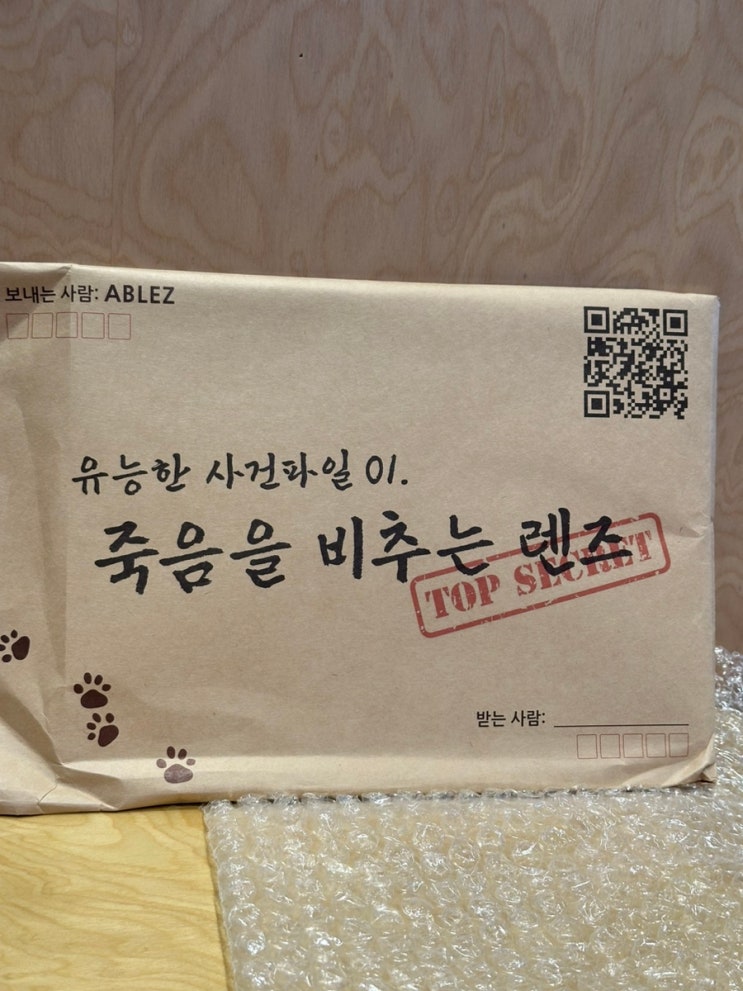 보내는 사람: ABLEZ
유능한 사건파일 01.
죽음을 비추는 렌즈
TOP SECRET
받는 사람: